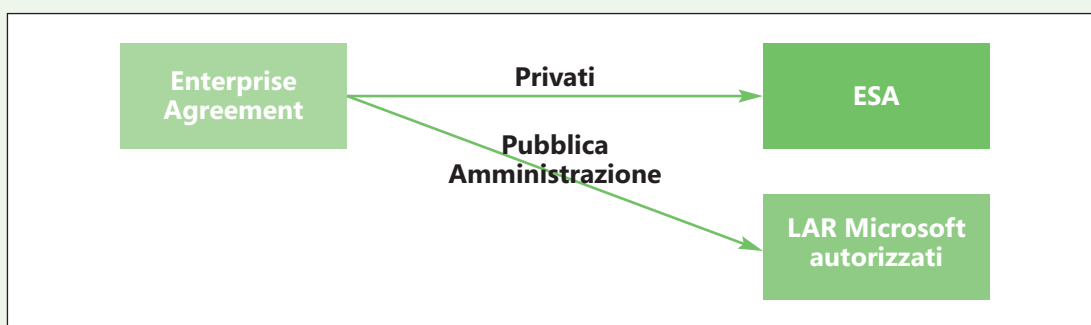 Enterprise
Agreement
Privati
ESA
Pubblica
Amministrazione
LAR Microsoft
autorizzati